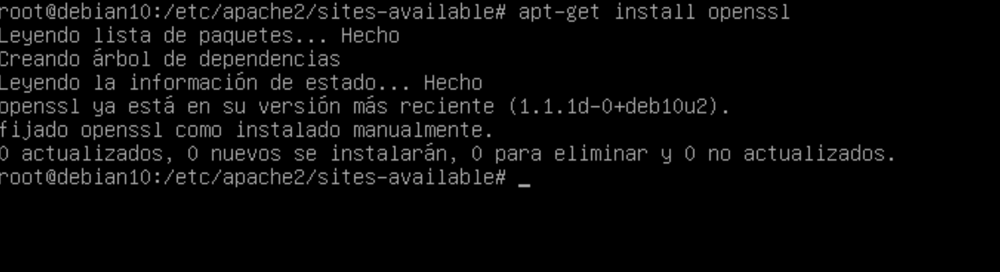 root@debian10:/etc/apache2/sites-available# apt-get install openssl
Leyendo lista de paquetes... Hecho
Creando árbol de dependencias
Leyendo la información de estado... Hecho
openssl ya está en su versión más reciente (1.1.1d-0+deb10u2).
fijado openssl como instalado manualmente.
0 actualizados, 0 nuevos se instalarán, 0 para eliminar y 0 no actualizados.
root@debian10:/etc/apache2/sites-available# _